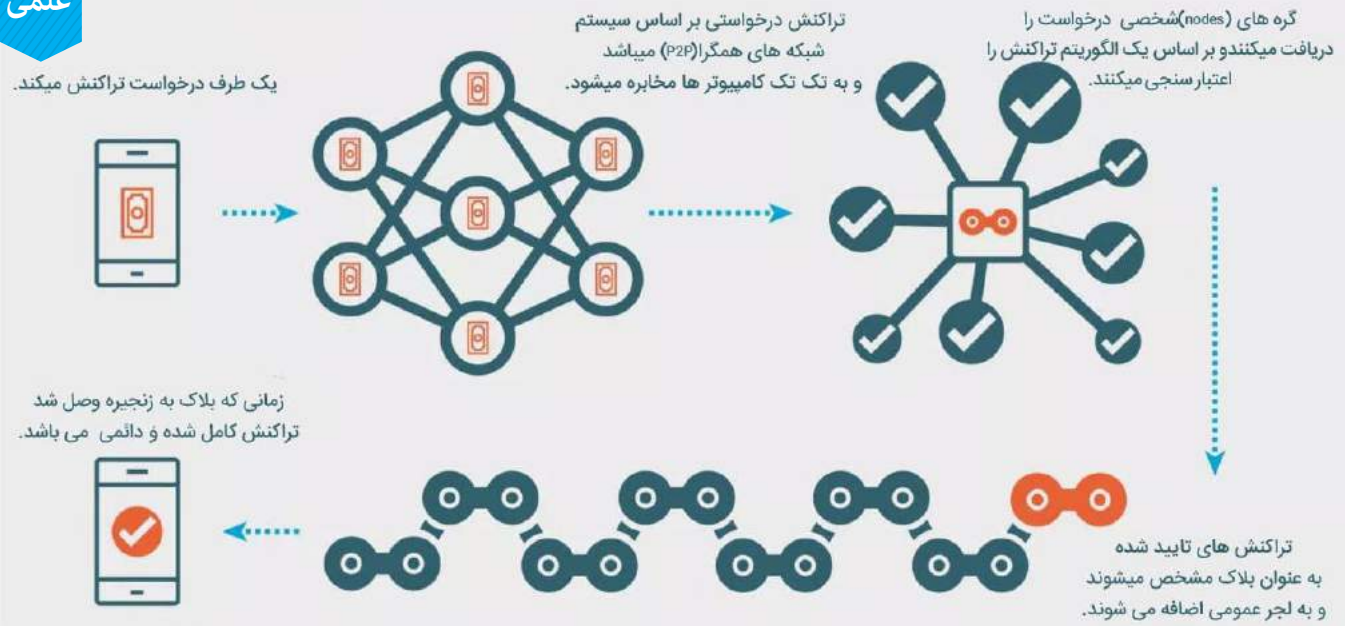 علمی
یک طرف درخواست تراکنش میکند.
تراکنش درخواستی بر اساس سیستم
شبکه های همگرا(P2P) میباشد
و به تک تک کامپیوتر ها مخابره میشود.
گره های (nodes)شخصی درخواست را
دریافت میکنندو بر اساس یک الگوریتم تراکنش را
اعتبار سنجی میکنند.
تراکنش های تایید شده
به عنوان بلاک مشخص میشوند
و به لجر عمومی اضافه می شوند.
زمانی که بلاک به زنجیره وصل شد
تراکنش کامل شده و دائمی می باشد.